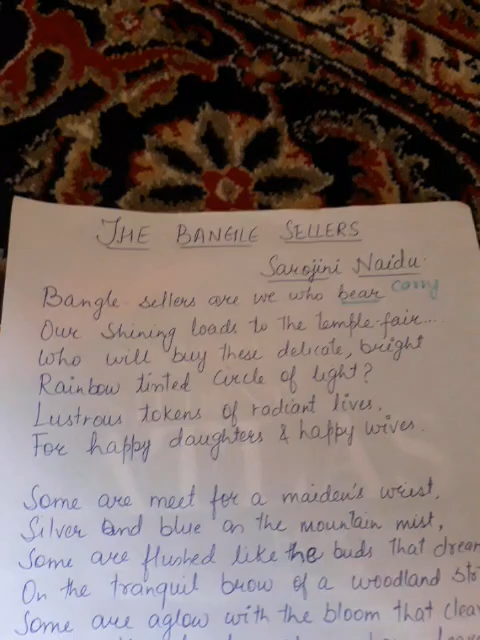 THE BANGLE SELLERS
Sarojini Naidu.
Bangle sellers are we who bear carry
Our shining loads to the temple-fair...
Who will buy these delicate, bright
Rainbow tinted circle of light?
Lustrous tokens of radiant lives,
For happy daughters & happy wives.
Some are meet for a maiden's wrist,
Silver and blue as the mountain mist,
Some are flushed like the buds that dream
On the tranquil brow of a woodland
Some are aglow with the bloom that